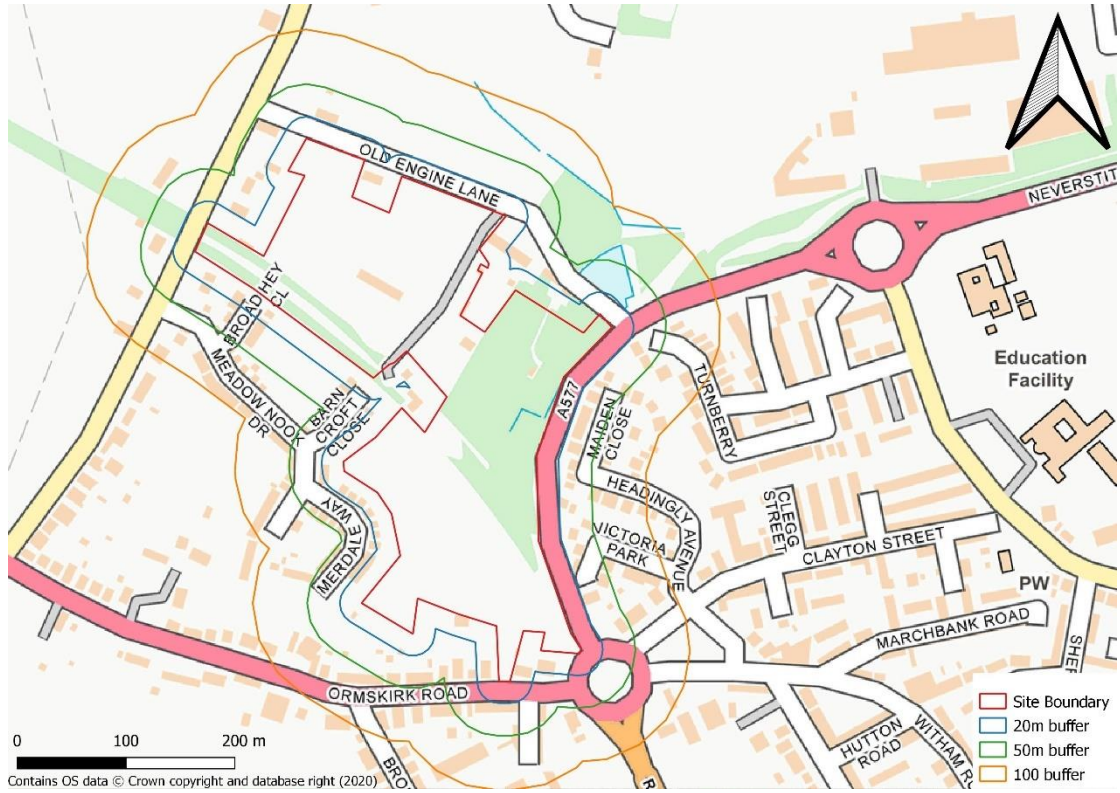 OLD ENGINE LANE
NEVERSTIT
BROAD HEY
CL
MEADOW NOOK
DR
BARN
CROFT
CLOSE
MERDALE WAY
A577
MAIDEN
CLOSE
TURNBERRY
HEADINGLY AVENUE
VICTORIA
PARK
CLEGG
STREET
CLAYTON STREET
Education
Facility
PW
MARCHBANK ROAD
SHEF
ORMSKIRK ROAD
BRO
HUTTON
ROAD
WITHAM R
R
Site Boundary
20m buffer
50m buffer
100 buffer
0 100 200 m
Contains OS data © Crown copyright and database right (2020)